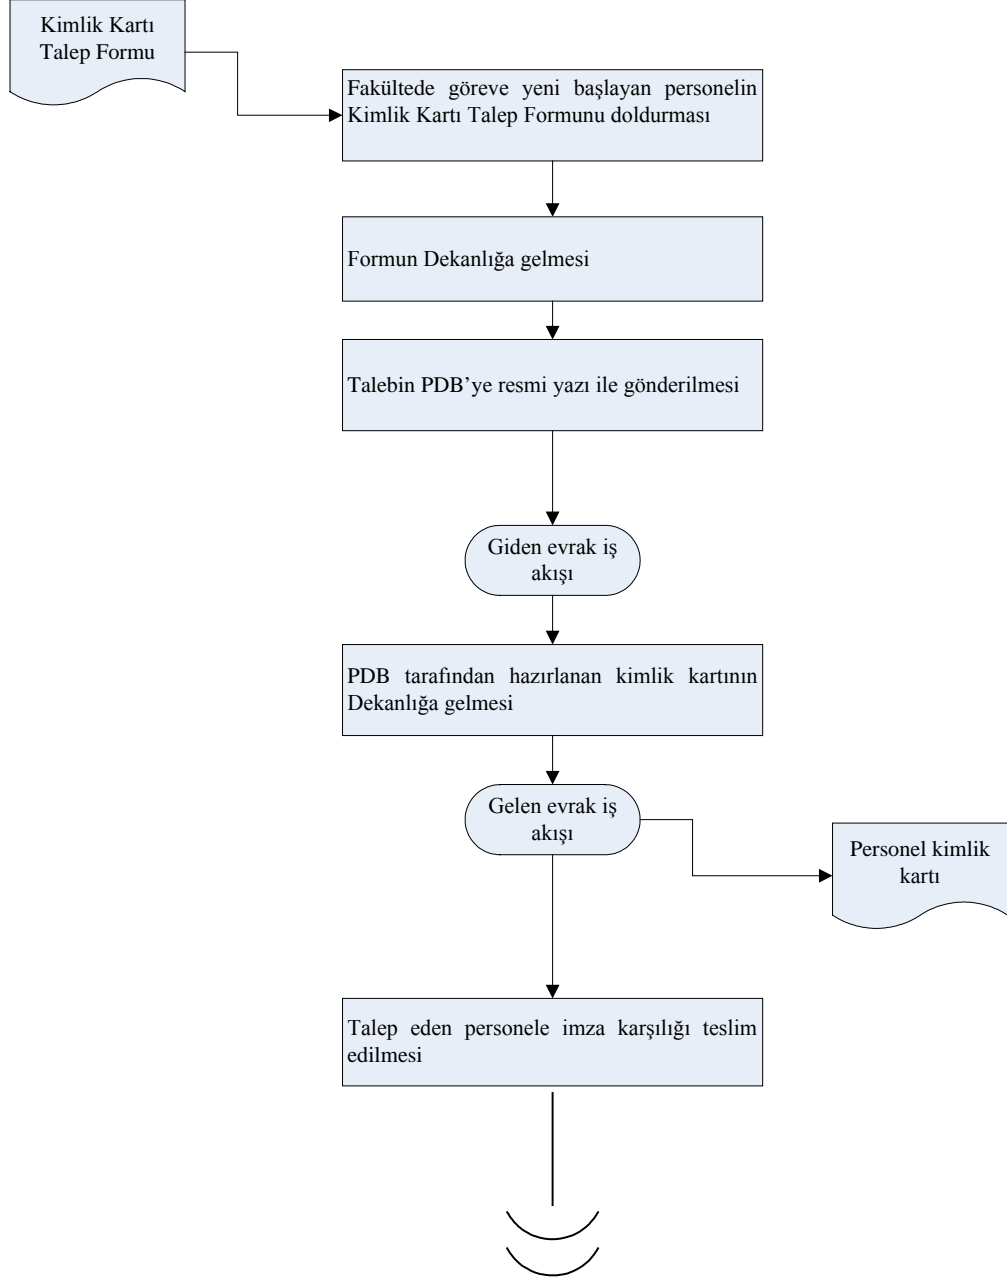 Kimlik Kartı
Talep Formu
Fakültede göreve yeni başlayan personelin
Kimlik Kartı Talep Formunu doldurması
Formun Dekanlığa gelmesi
Talebin PDB’ye resmi yazı ile gönderilmesi
Giden evrak iş
akışı
PDB tarafından hazırlanan kimlik kartının
Dekanlığa gelmesi
Gelen evrak iş
akışı
Personel kimlik
kartı
Talep eden personele imza karşılığı teslim
edilmesi